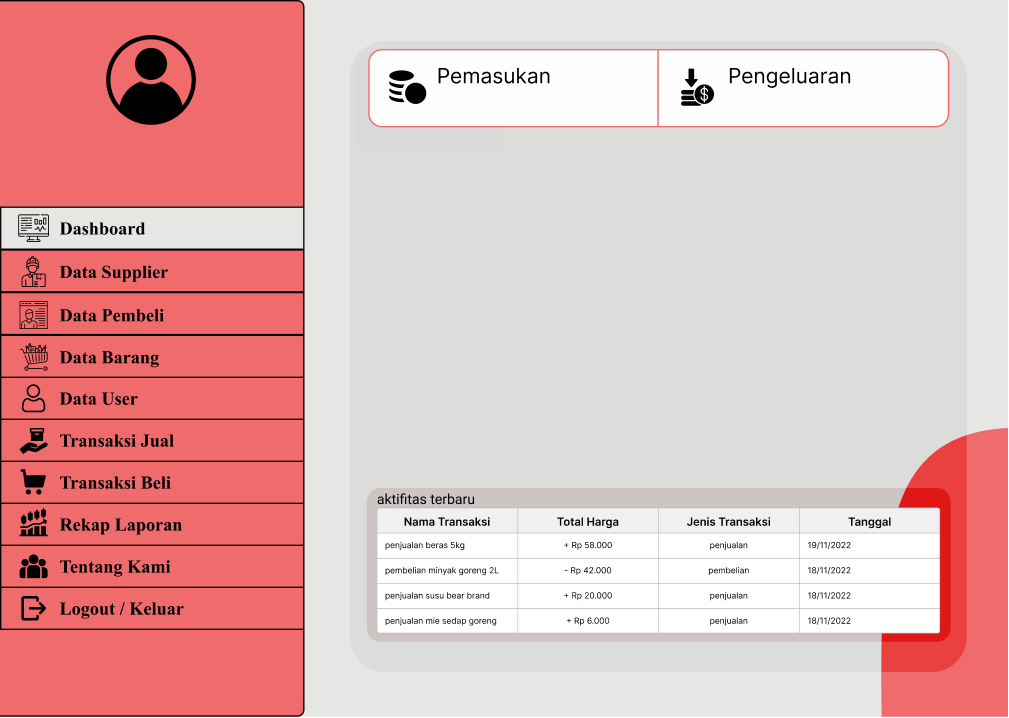 Dashboard
Data Supplier
Data Pembeli
Data Barang
Data User
Transaksi Jual
Transaksi Beli
Rekap Laporan
Tentang Kami
Logout / Keluar
Pemasukan
Pengeluaran
aktifitas terbaru
Nama Transaksi Total Harga Jenis Transaksi Tanggal
penjualan beras 5kg + Rp 58.000 penjualan 19/11/2022
pembelian minyak goreng 2L - Rp 42.000 pembelian 18/11/2022
penjualan susu bear brand + Rp 20.000 penjualan 18/11/2022
penjualan mie sedap goreng + Rp 6.000 penjualan 18/11/2022